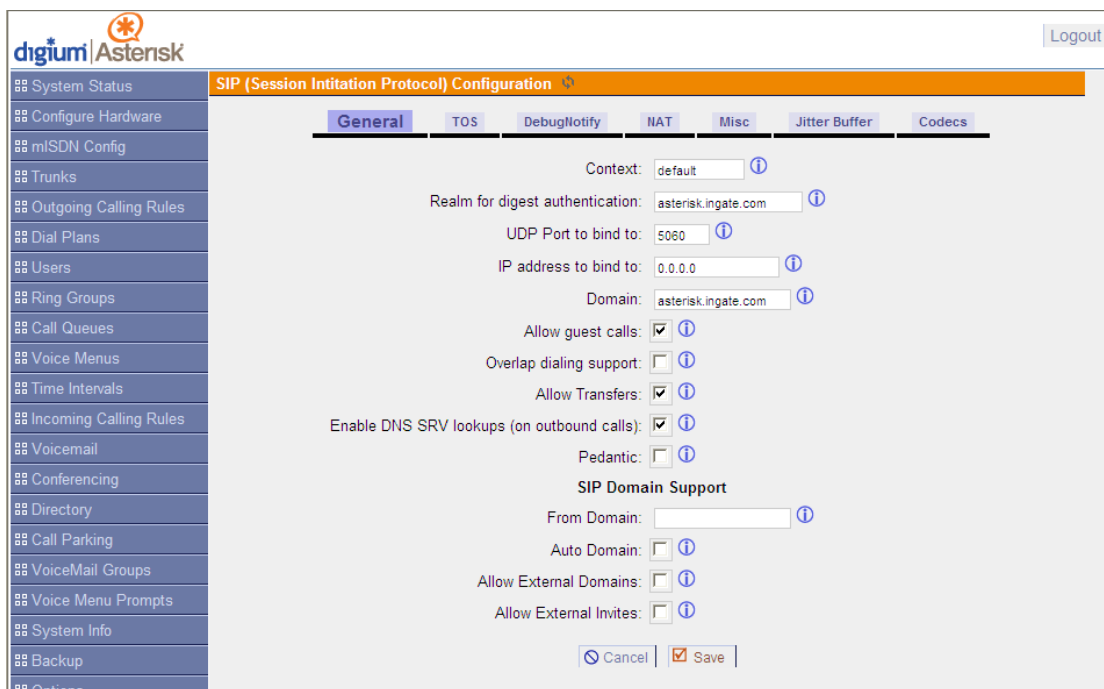 digium Asterisk
Logout
System Status
Configure Hardware
mISDN Config
Trunks
Outgoing Calling Rules
Dial Plans
Users
Ring Groups
Call Queues
Voice Menus
Time Intervals
Incoming Calling Rules
Voicemail
Conferencing
Directory
Call Parking
VoiceMail Groups
Voice Menu Prompts
System Info
Backup
Options
SIP (Session Intitation Protocol) Configuration
General TOS DebugNotify NAT Misc Jitter Buffer Codecs
Context: default
Realm for digest authentication: asterisk.ingate.com
UDP Port to bind to: 5060
IP address to bind to: 0.0.0.0
Domain: asterisk.ingate.com
Allow guest calls:
Overlap dialing support:
Allow Transfers:
Enable DNS SRV lookups (on outbound calls):
Pedantic:
SIP Domain Support
From Domain:
Auto Domain:
Allow External Domains:
Allow External Invites:
Cancel Save